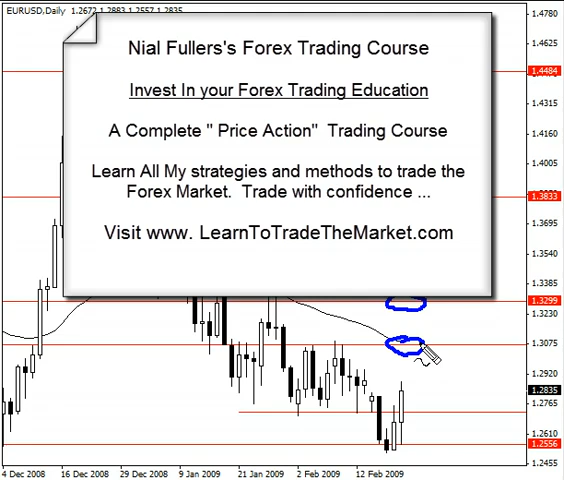 EURUSD,Daily 1.2672 1.2883 1.2557 1.2835
Nial Fullers's Forex Trading Course
Invest In your Forex Trading Education
A Complete " Price Action" Trading Course
Learn All My strategies and methods to trade the
Forex Market. Trade with confidence ...
Visit www. LearnToTradeTheMarket.com
1.4780
1.4625
1.4484
1.4315
1.4160
1.4005
1.3833
1.3695
1.3540
1.3385
1.3299
1.3075
1.2920
1.2835
1.2765
1.2610
1.2556
1.2455
4 Dec 2008 16 Dec 2008 29 Dec 2008 9 Jan 2009 21 Jan 2009 2 Feb 2009 12 Feb 2009